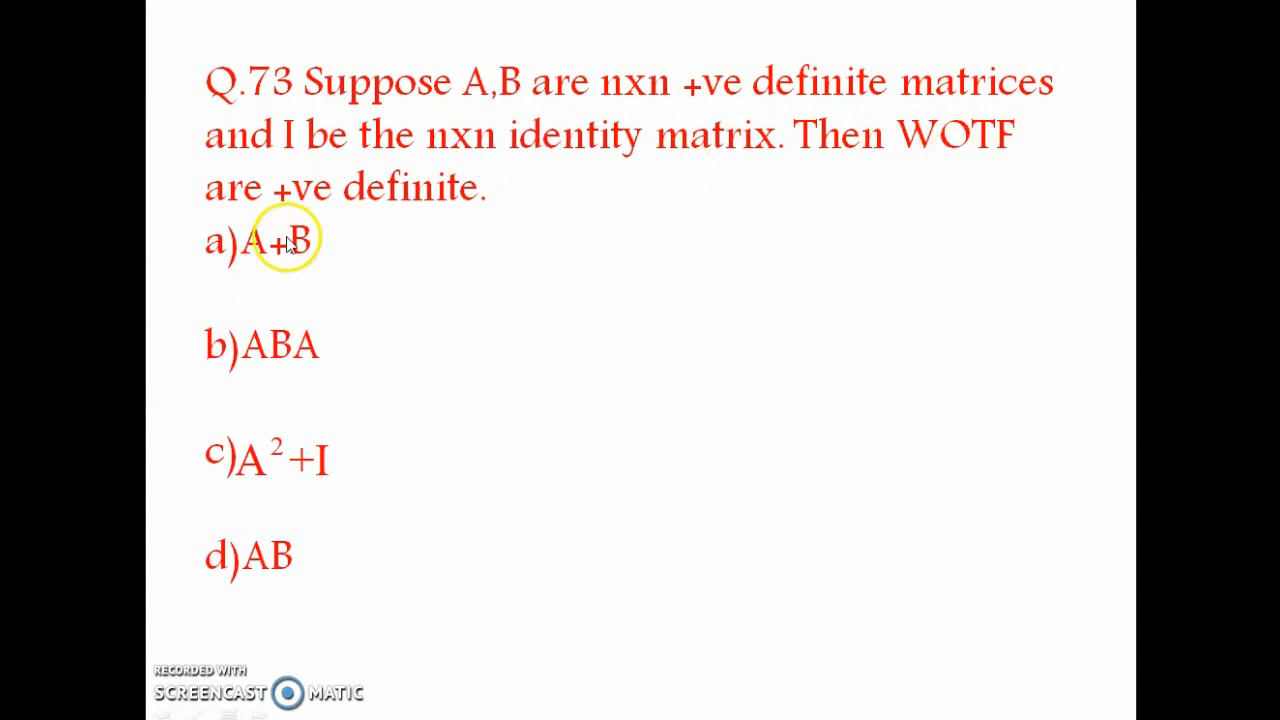 Q.73 Suppose A,B are nxn +ve definite matrices
and I be the nxn identity matrix. Then WOTF
are +ve definite.
a)A+B
b)ABA
c)A²+I
d)AB
RECORDED WITH
SCREENCAST MATIC